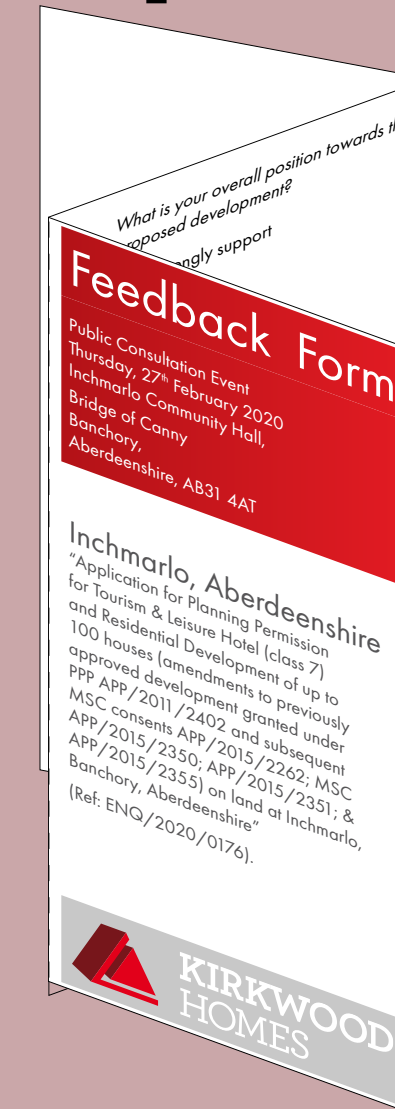 What is your overall position towards
development?
support
Feedback Form
Public Consultation Event
Thursday, 27th February 2020
Inchmarlo Community Hall,
Bridge of Canny
Banchory,
Aberdeenshire, AB31 4AT
Inchmarlo, Aberdeenshire
“Application for Planning Permission
for Tourism & Leisure Hotel (class 7)
and Residential Development of up to
100 houses (amendments to previously
approved development granted under
PPP APP/2011/2402 and subsequent
MSC consents APP/2015/2262; MSC
APP/2015/2350; APP/2015/2351; &
APP/2015/2355) on land at Inchmarlo,
Banchory, Aberdeenshire”
(Ref: ENQ/2020/0176).
KIRKWOOD
HOMES